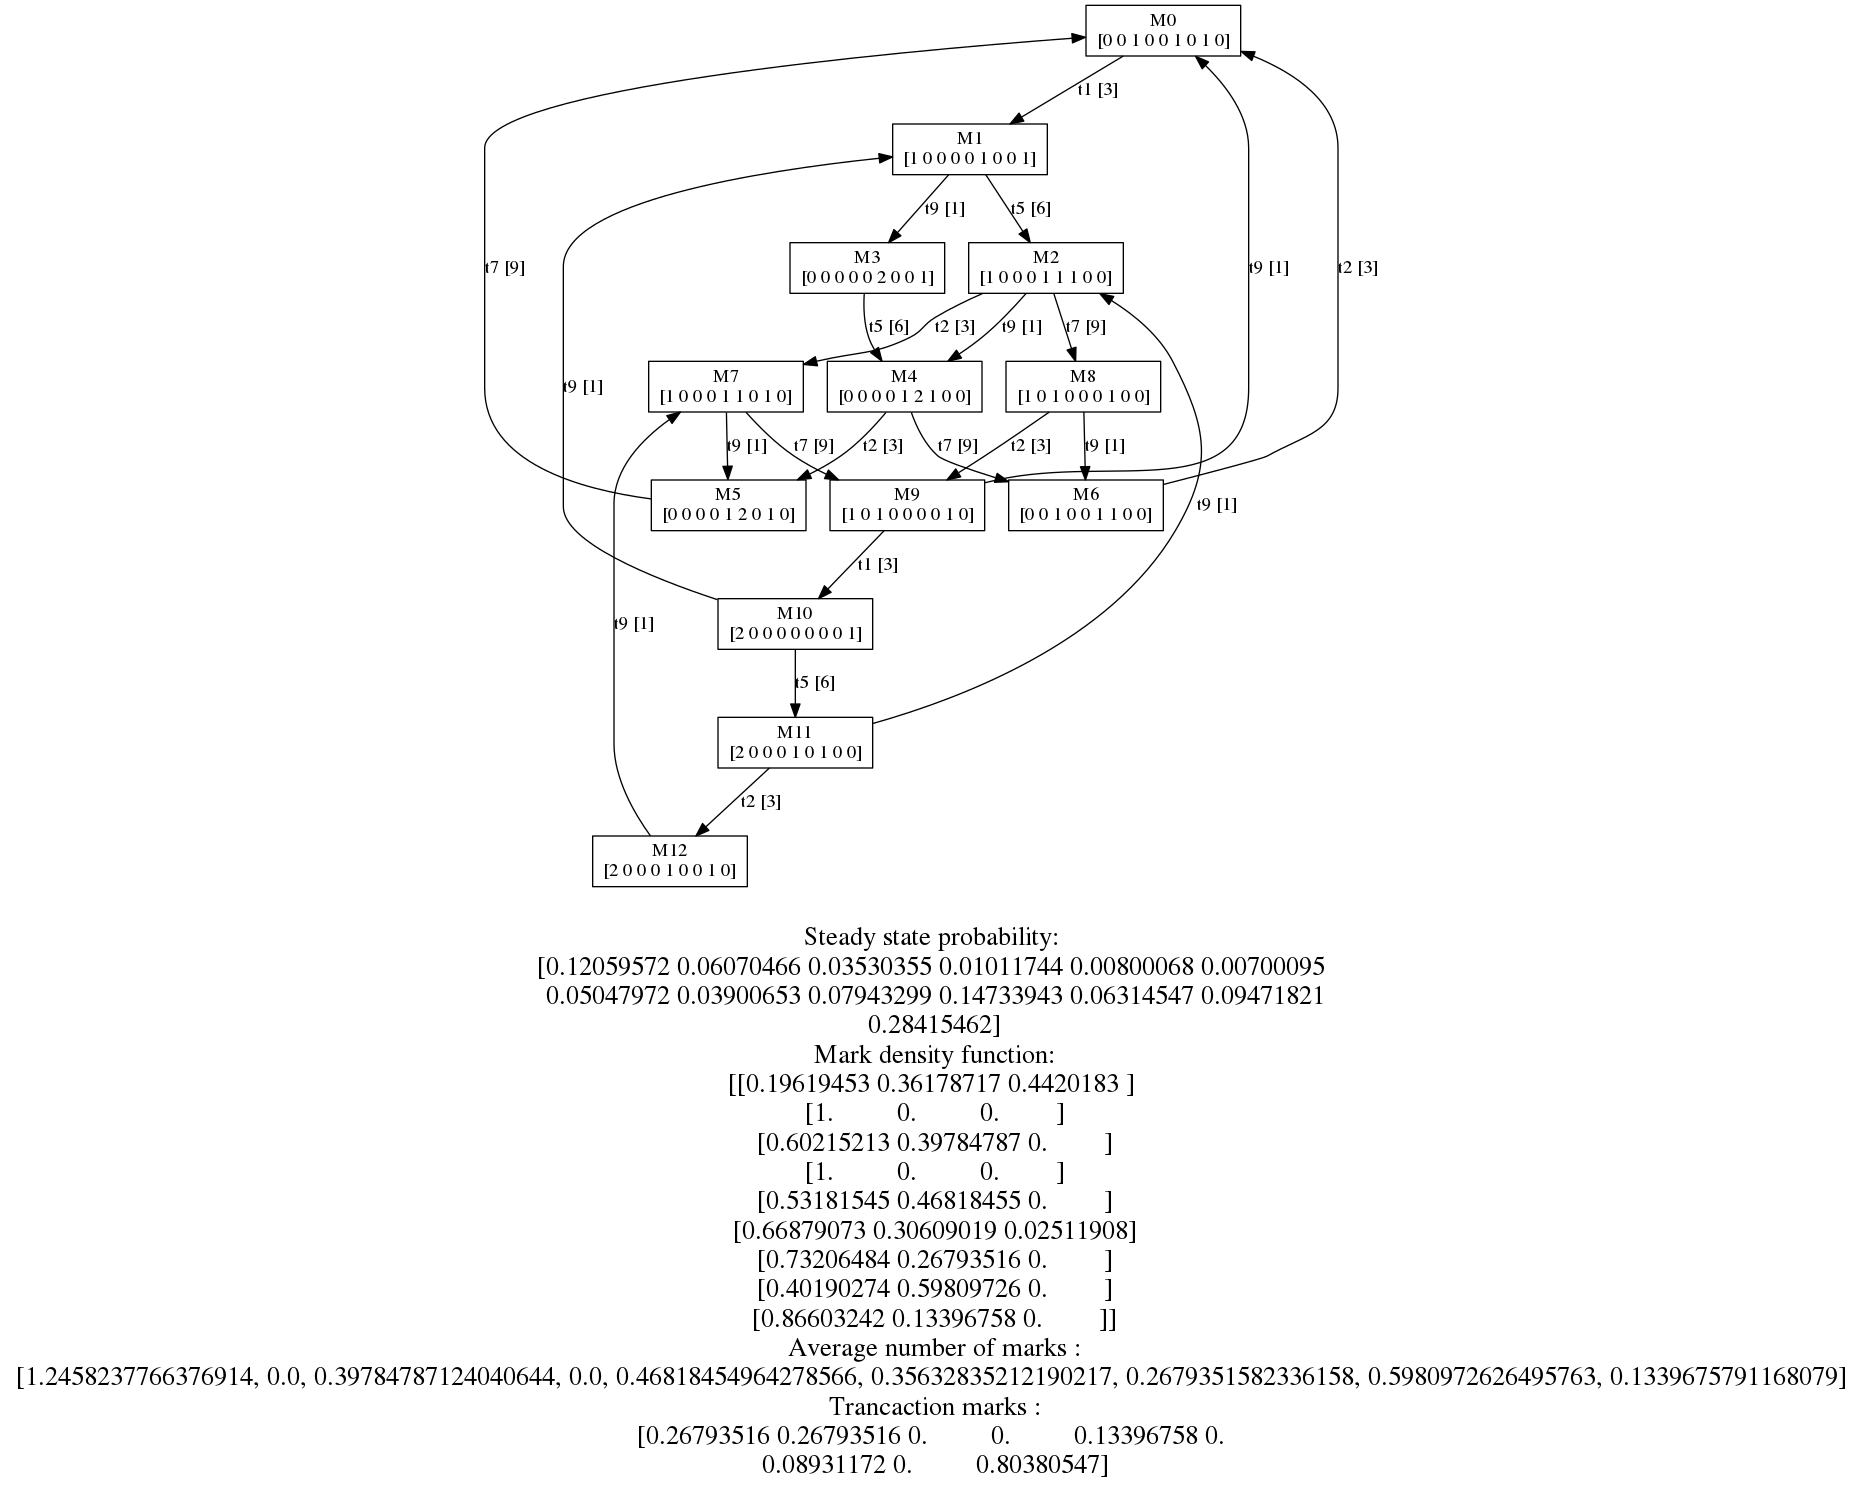 M0
[0 0 1 0 0 1 0 1 0]
t1 [3]
M1
[1 0 0 0 0 1 0 0 1]
t9 [1]
t5 [6]
M3
[0 0 0 0 0 2 0 0 1]
M2
[1 0 0 0 1 1 1 0 0]
t7 [9]
t9 [1]
t2 [3]
t5 [6]
t2 [3]
t9 [1]
t7 [9]
M7
[1 0 0 0 1 1 0 1 0]
M4
[0 0 0 0 1 2 1 0 0]
M8
[1 0 1 0 0 0 1 0 0]
t9 [1]
t9 [1]
t7 [9]
t2 [3]
t7 [9]
t2 [3]
t9 [1]
M5
[0 0 0 0 1 2 0 1 0]
M9
[1 0 1 0 0 0 0 1 0]
M6
[0 0 1 0 0 1 1 0 0]
t9 [1]
t1 [3]
M10
[2 0 0 0 0 0 0 0 1]
t9 [1]
t5 [6]
M11
[2 0 0 0 1 0 1 0 0]
t2 [3]
M12
[2 0 0 0 1 0 0 1 0]
Steady state probability:
[0.12059572 0.06070466 0.03530355 0.01011744 0.00800068 0.00700095
0.05047972 0.03900653 0.07943299 0.14733943 0.06314547 0.09471821
0.28415462]
Mark density function:
[[0.19619453 0.36178717 0.4420183 ]
[1. 0. 0. ]
[0.60215213 0.39784787 0. ]
[1. 0. 0. ]
[0.53181545 0.46818455 0. ]
[0.66879073 0.30609019 0.02511908]
[0.73206484 0.26793516 0. ]
[0.40190274 0.59809726 0. ]
[0.86603242 0.13396758 0. ]]
Average number of marks :
[1.2458237766376914, 0.0, 0.39784787124040644, 0.0, 0.46818454964278566, 0.35632835212190217, 0.2679351582336158, 0.5980972626495763, 0.1339675791168079]
Trancaction marks :
[0.26793516 0.26793516 0. 0. 0.13396758 0.
0.08931172 0. 0.80380547]